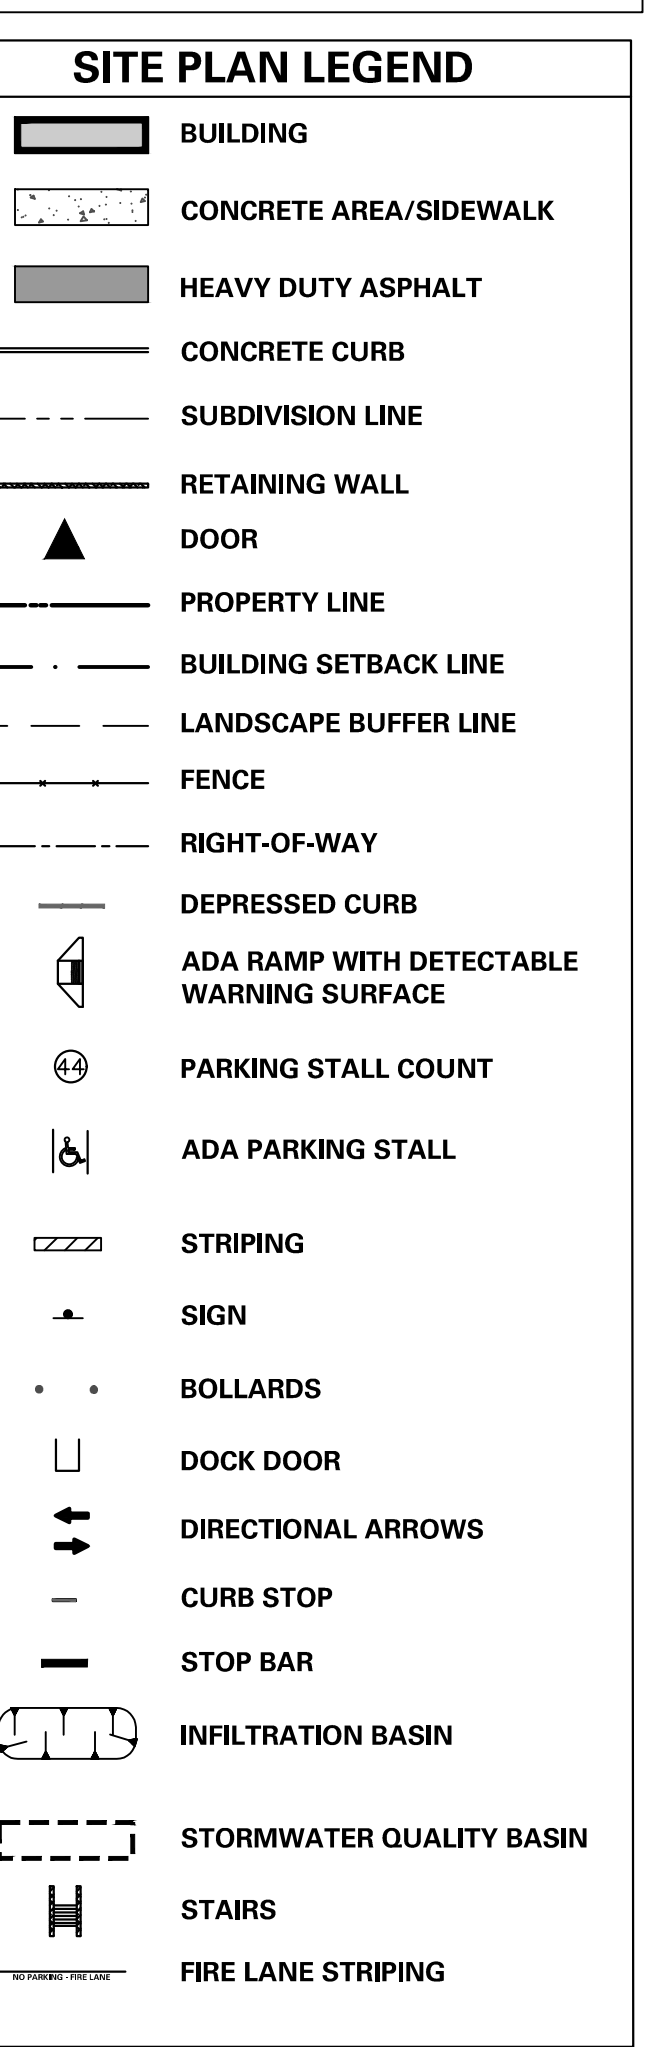 SITE PLAN LEGEND
BUILDING
CONCRETE AREA/SIDEWALK
HEAVY DUTY ASPHALT
CONCRETE CURB
SUBDIVISION LINE
RETAINING WALL
DOOR
PROPERTY LINE
BUILDING SETBACK LINE
LANDSCAPE BUFFER LINE
FENCE
RIGHT-OF-WAY
DEPRESSED CURB
ADA RAMP WITH DETECTABLE
WARNING SURFACE
44 PARKING STALL COUNT
ADA PARKING STALL
STRIPING
SIGN
BOLLARDS
DOCK DOOR
DIRECTIONAL ARROWS
CURB STOP
STOP BAR
INFILTRATION BASIN
STORMWATER QUALITY BASIN
STAIRS
NO PARKING - FIRE LANE FIRE LANE STRIPING